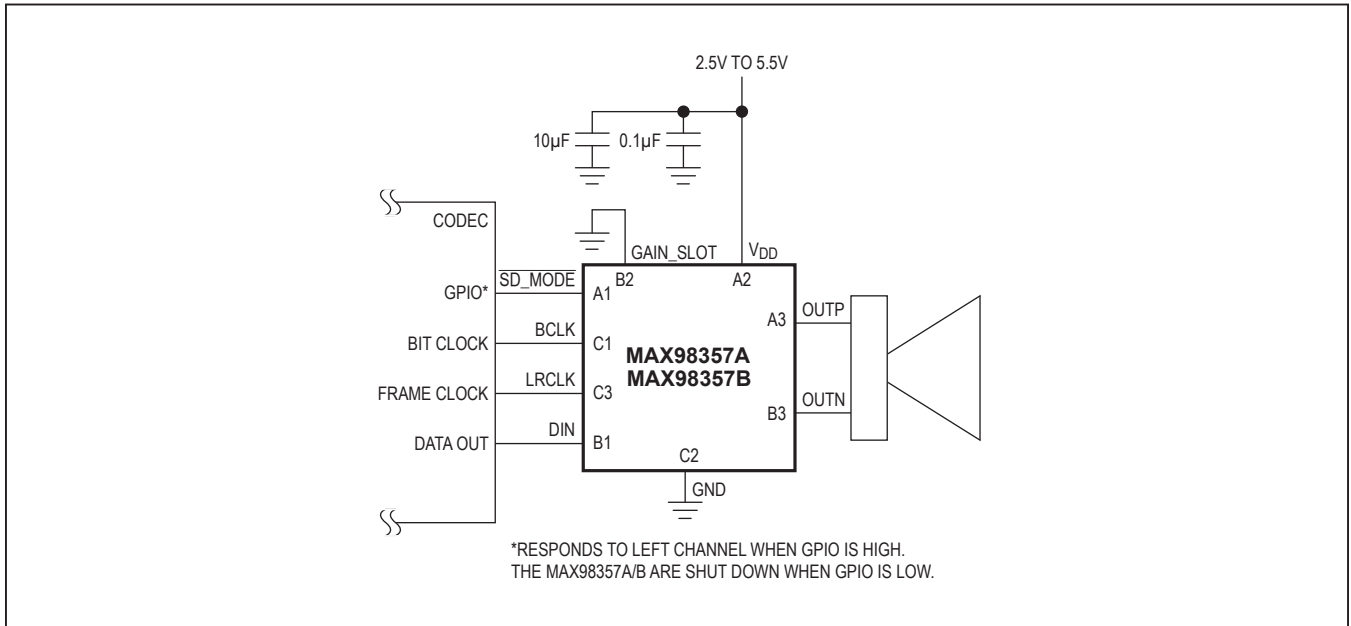 2.5V TO 5.5V
10µF
0.1µF
CODEC
GAIN_SLOT
VDD
SD_MODE
B2
A2
GPIO*
A1
A3
OUTP
BIT CLOCK
BCLK
C1
MAX98357A
MAX98357B
FRAME CLOCK
LRCLK
C3
B3
OUTN
DATA OUT
DIN
B1
C2
GND
*RESPONDS TO LEFT CHANNEL WHEN GPIO IS HIGH.
THE MAX98357A/B ARE SHUT DOWN WHEN GPIO IS LOW.